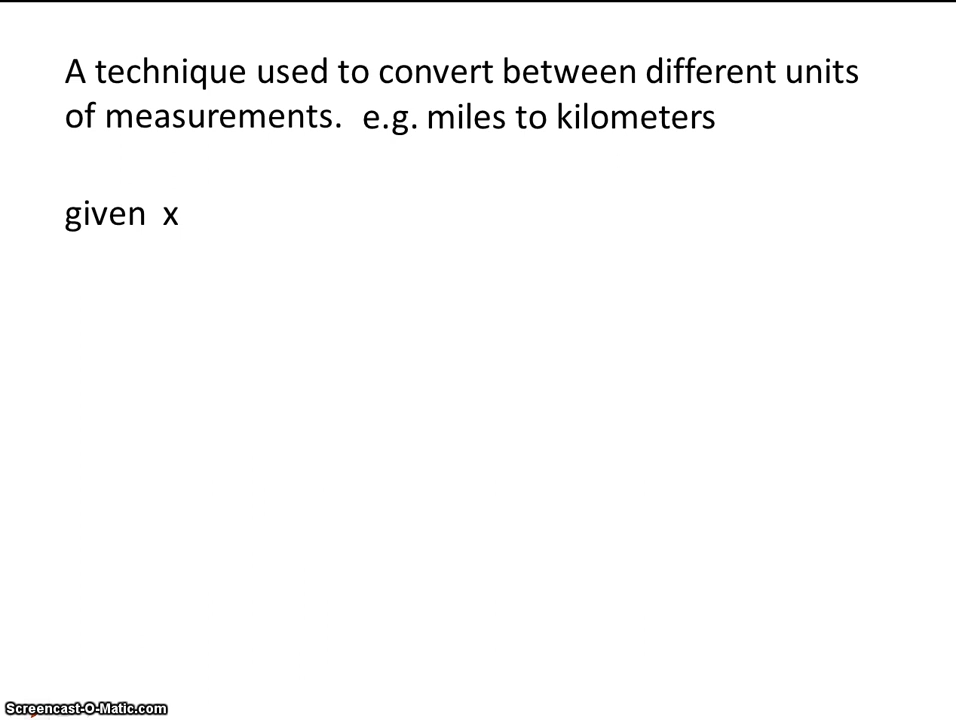 A technique used to convert between different units
of measurements. e.g. miles to kilometers
given x
Screencast-O-Matic.com